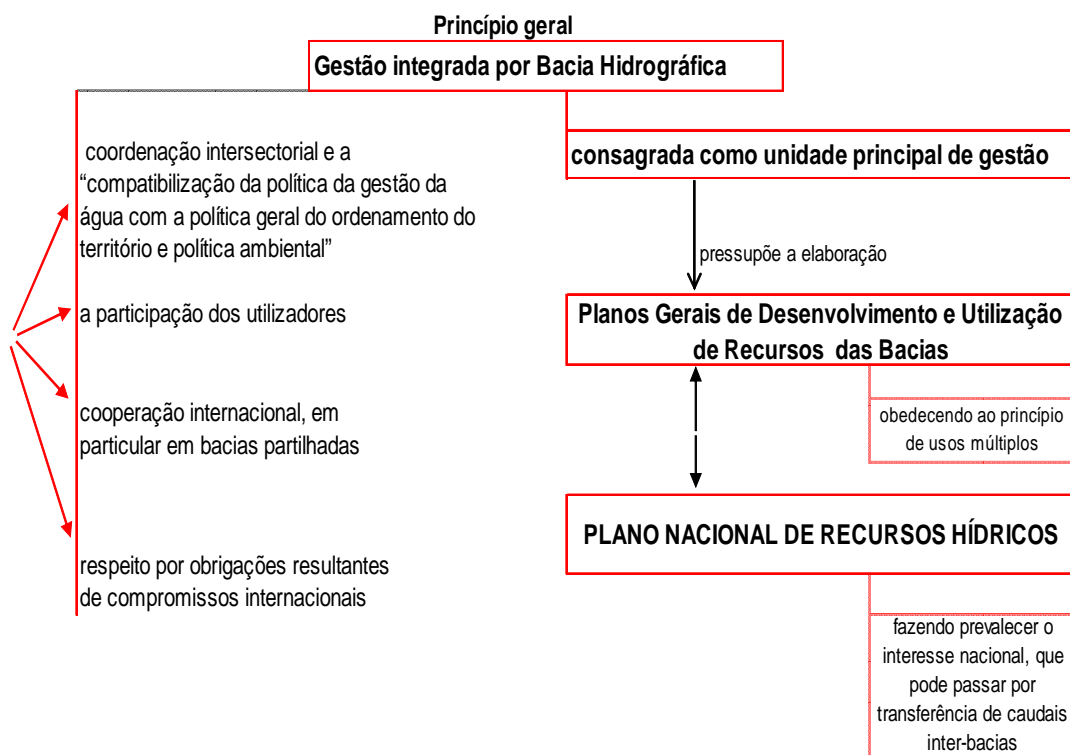 Princípio geral
Gestão integrada por Bacia Hidrográfica
coordenação intersectorial e a
“compatibilização da política da gestão da
água com a política geral do ordenamento do
território e política ambiental”
a participação dos utilizadores
cooperação internacional, em
particular em bacias partilhadas
respeito por obrigações resultantes
de compromissos internacionais
consagrada como unidade principal de gestão
pressupõe a elaboração
Planos Gerais de Desenvolvimento e Utilização
de Recursos das Bacias
obedecendo ao princípio
de usos múltiplos
PLANO NACIONAL DE RECURSOS HÍDRICOS
fazendo prevalecer o
interesse nacional, que
pode passar por
transferência de caudais
inter-bacias